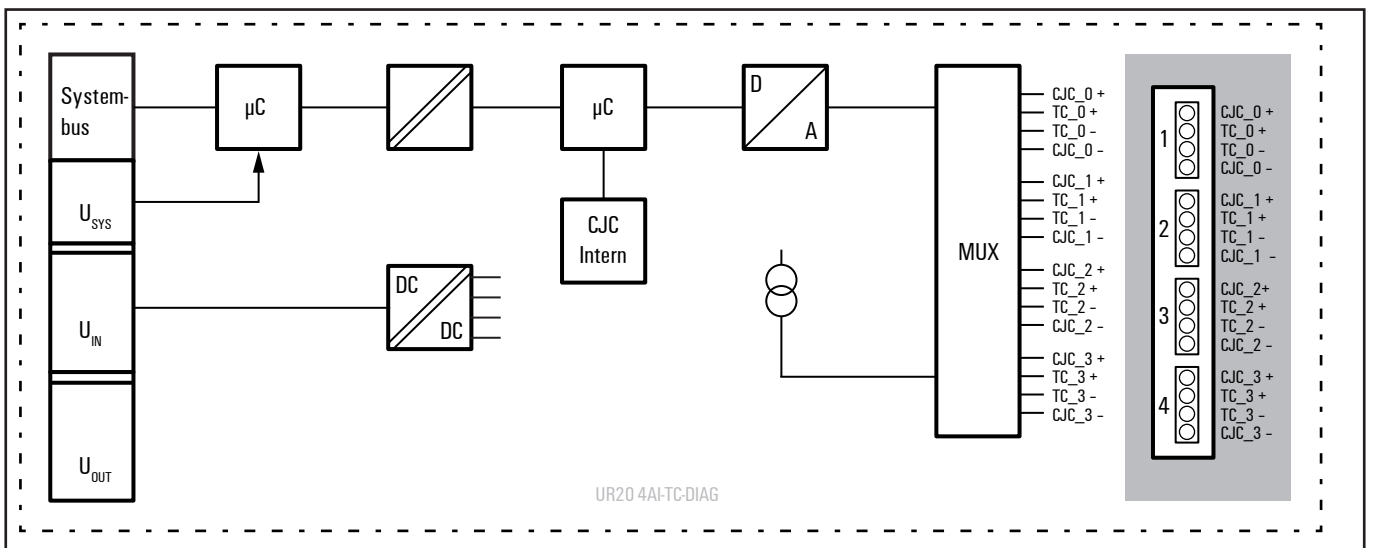 System-
bus
µC
µC
D
A
U_SYS
CJC
Intern
U_IN
DC
DC
U_OUT
MUX
CJC_0 +
TC_0 +
TC_0 -
CJC_0 -
CJC_1 +
TC_1 +
TC_1 -
CJC_1 -
CJC_2 +
TC_2 +
TC_2 -
CJC_2 -
CJC_3 +
TC_3 +
TC_3 -
CJC_3 -
1
CJC_0 +
TC_0 +
TC_0 -
CJC_0 -
2
CJC_1 +
TC_1 +
TC_1 -
CJC_1 -
3
CJC_2+
TC_2 +
TC_2 -
CJC_2 -
4
CJC_3 +
TC_3 +
TC_3 -
CJC_3 -
UR20 4AI-TC-DIAG